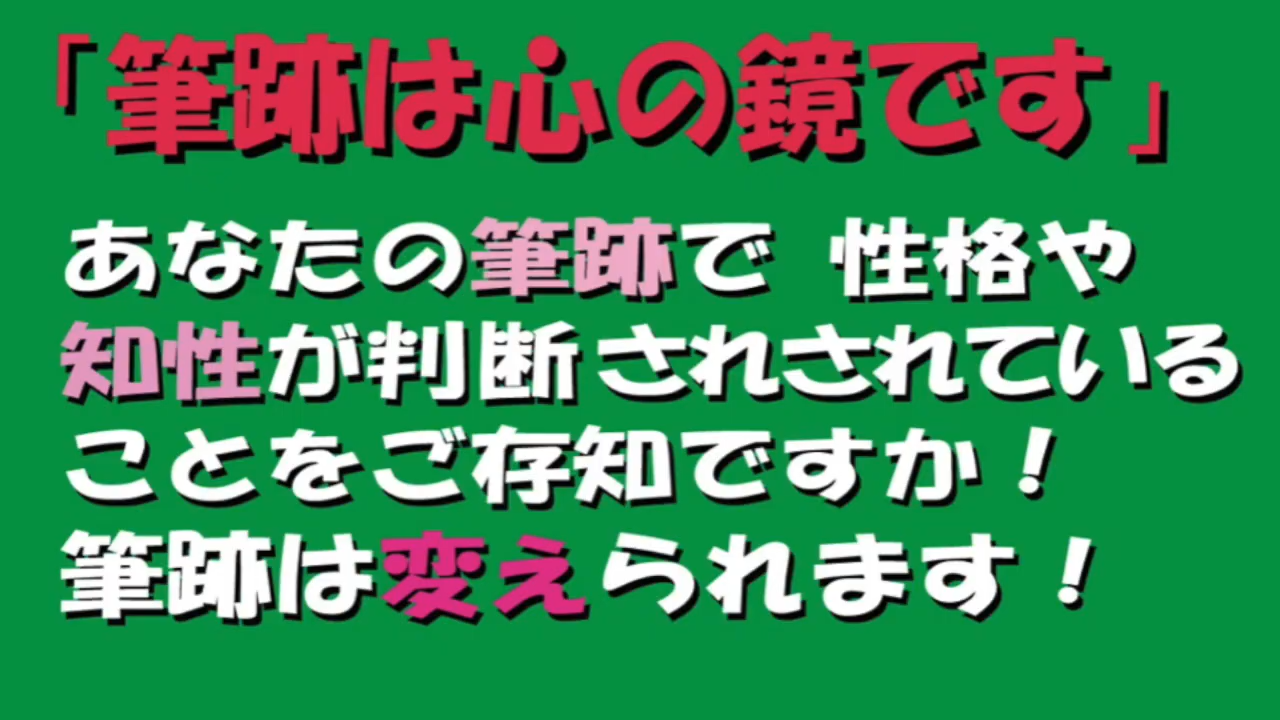 「筆跡は心の鏡です」
あなたの筆跡で 性格や
知性が判断されされている
ことをご存知ですか！
筆跡は変えられます！